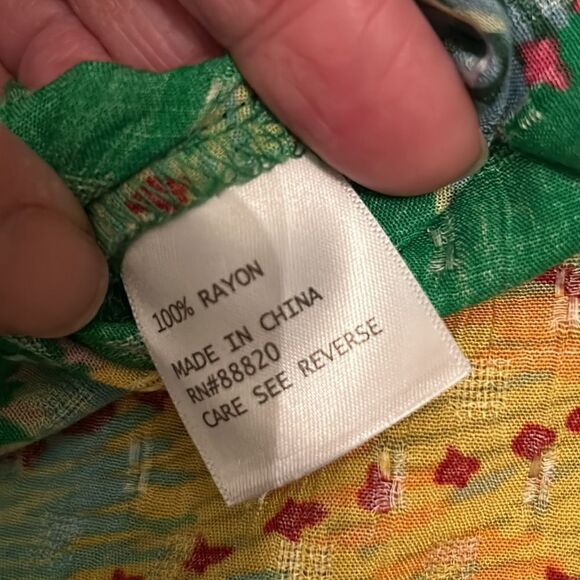 100% RAYON
MADE IN CHINA
RN#88820
CARE SEE REVERSE